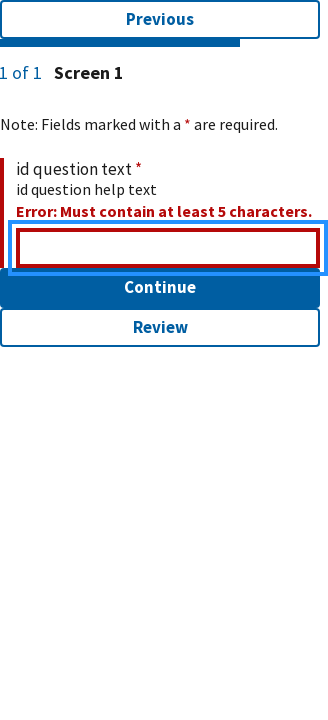 Previous
1 of 1 Screen 1
Note: Fields marked with a * are required.
id question text *
id question help text
Error: Must contain at least 5 characters.
Continue
Review